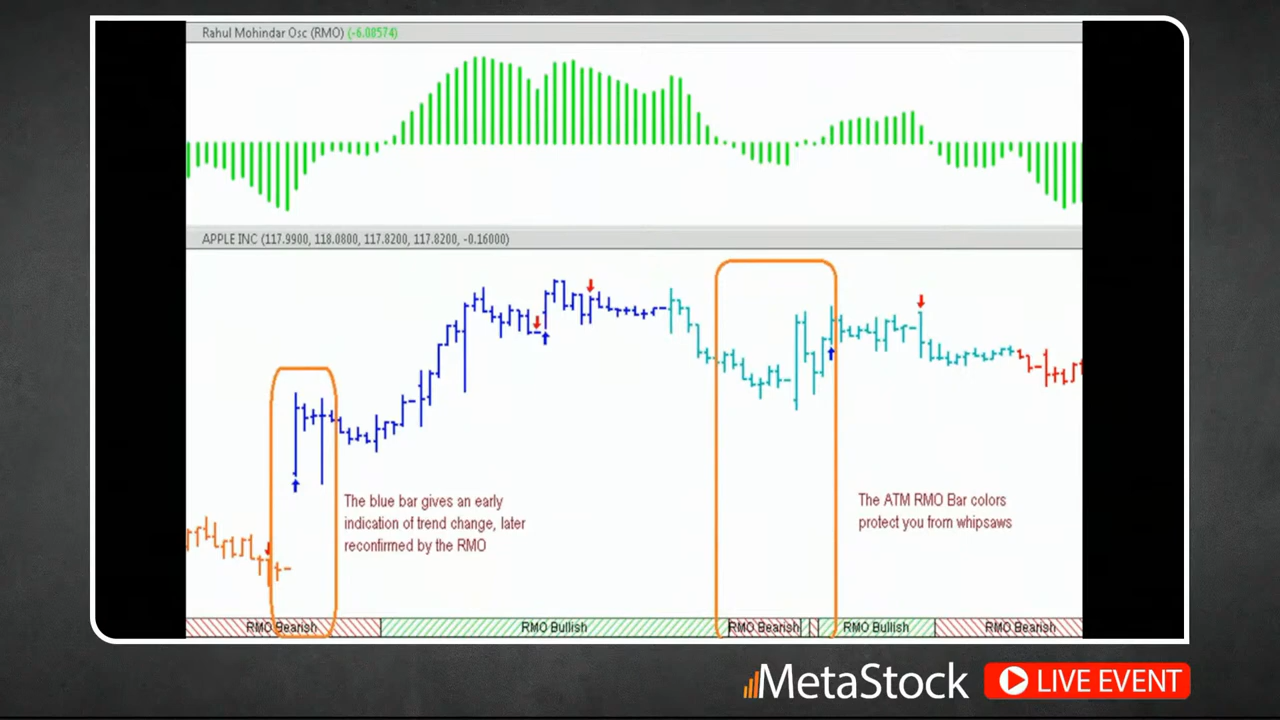 Rahul Mohindar Osc (RMO) (-6.08574)
APPLE INC (117.9900, 118.0800, 117.8200, 117.8200, -0.16000)
The blue bar gives an early
indication of trend change, later
reconfirmed by the RMO
The ATM RMO Bar colors
protect you from whipsaws
RMO Bearish
RMO Bullish
RMO Bearish
RMO Bullish
RMO Bearish
MetaStock
LIVE EVENT